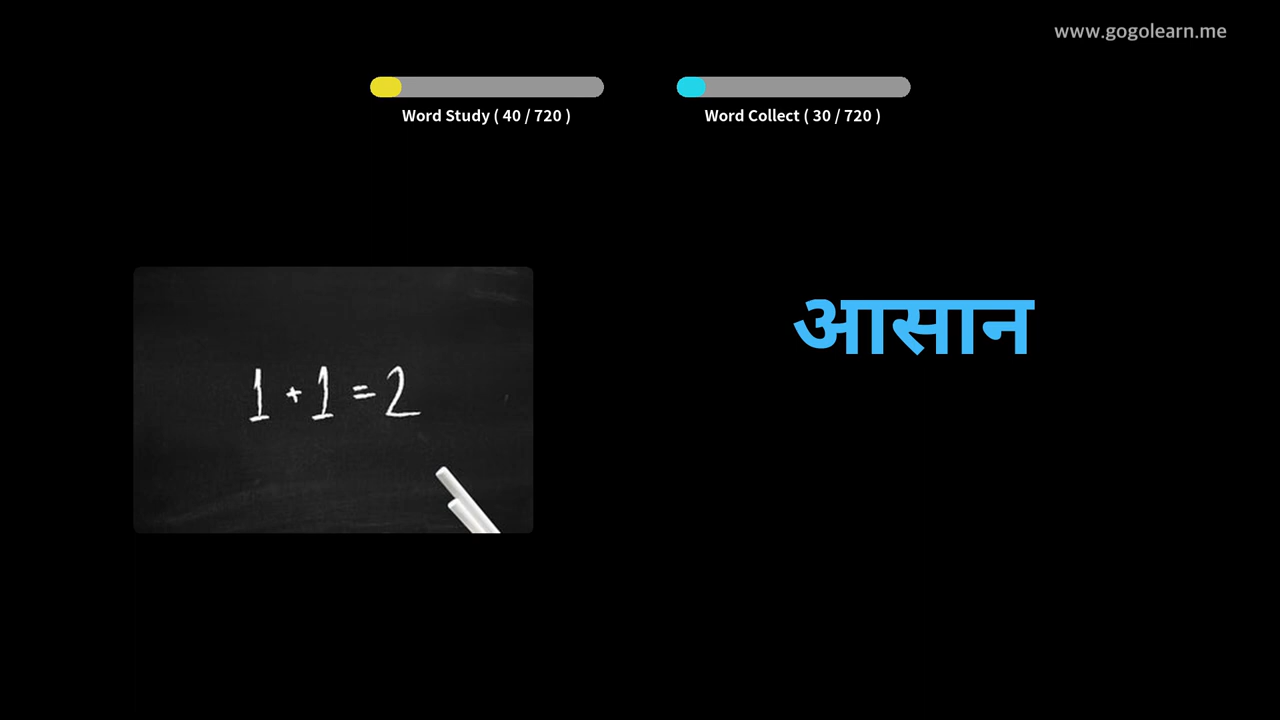 www.gogolearn.me
Word Study ( 40 / 720 )
Word Collect ( 30 / 720 )
1 + 1 = 2
आसान